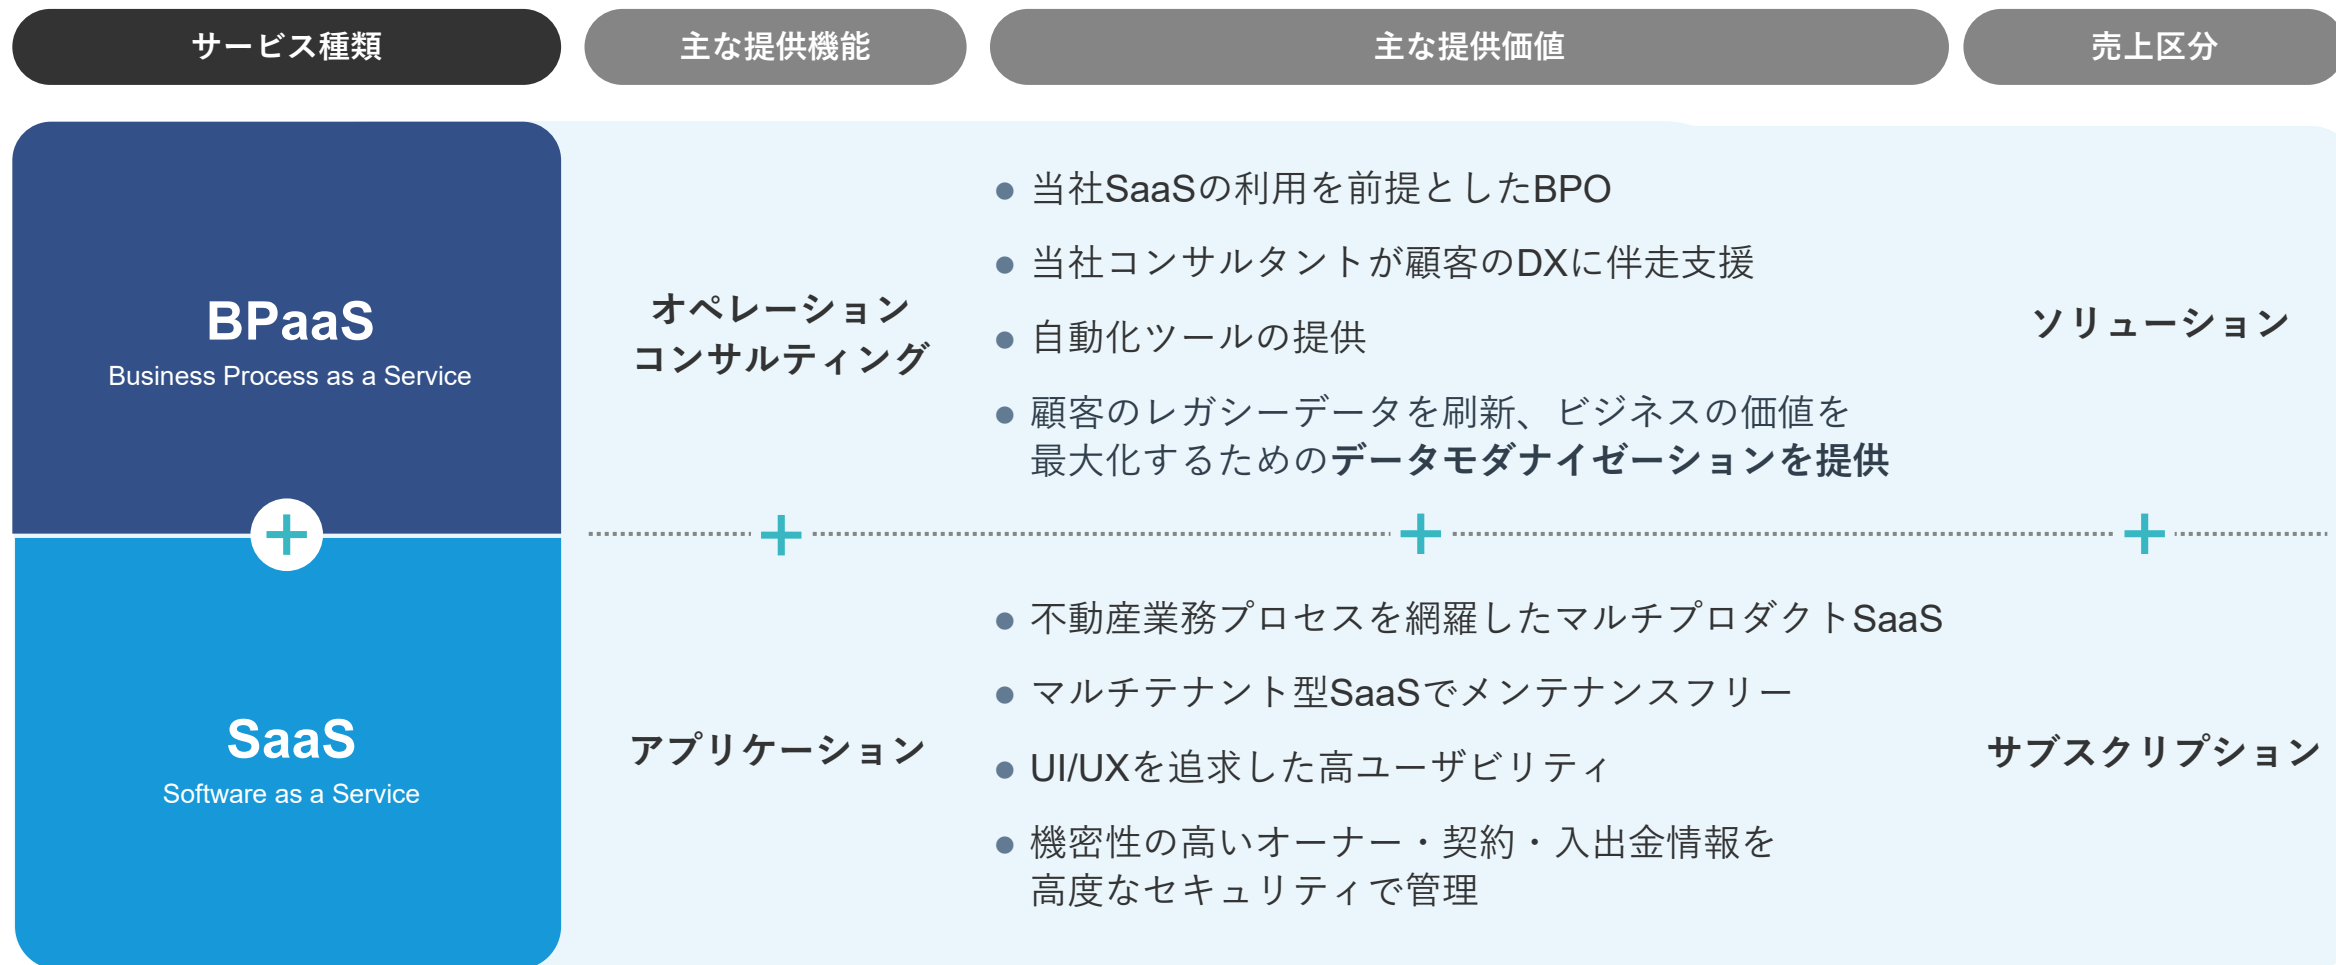 サービス種類
主な提供機能
主な提供価値
売上区分
BPaaS
Business Process as a Service
オペレーション
コンサルティング
● 当社SaaSの利用を前提としたBPO
● 当社コンサルタントが顧客のDXに伴走支援
● 自動化ツールの提供
● 顧客のレガシーデータを刷新、ビジネスの価値を
最大化するためのデータモダナイゼーションを提供
ソリューション
+
+
+
+
SaaS
Software as a Service
アプリケーション
● 不動産業務プロセスを網羅したマルチプロダクトSaaS
● マルチテナント型SaaSでメンテナンスフリー
● UI/UXを追求した高ユーザビリティ
● 機密性の高いオーナー・契約・入出金情報を
高度なセキュリティで管理
サブスクリプション